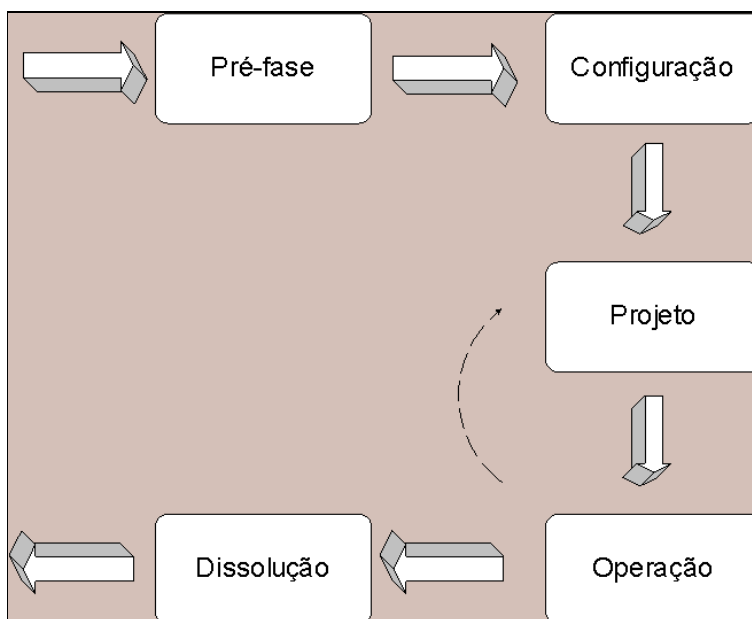 Pré-fase
Configuração
Projeto
Dissolução
Operação